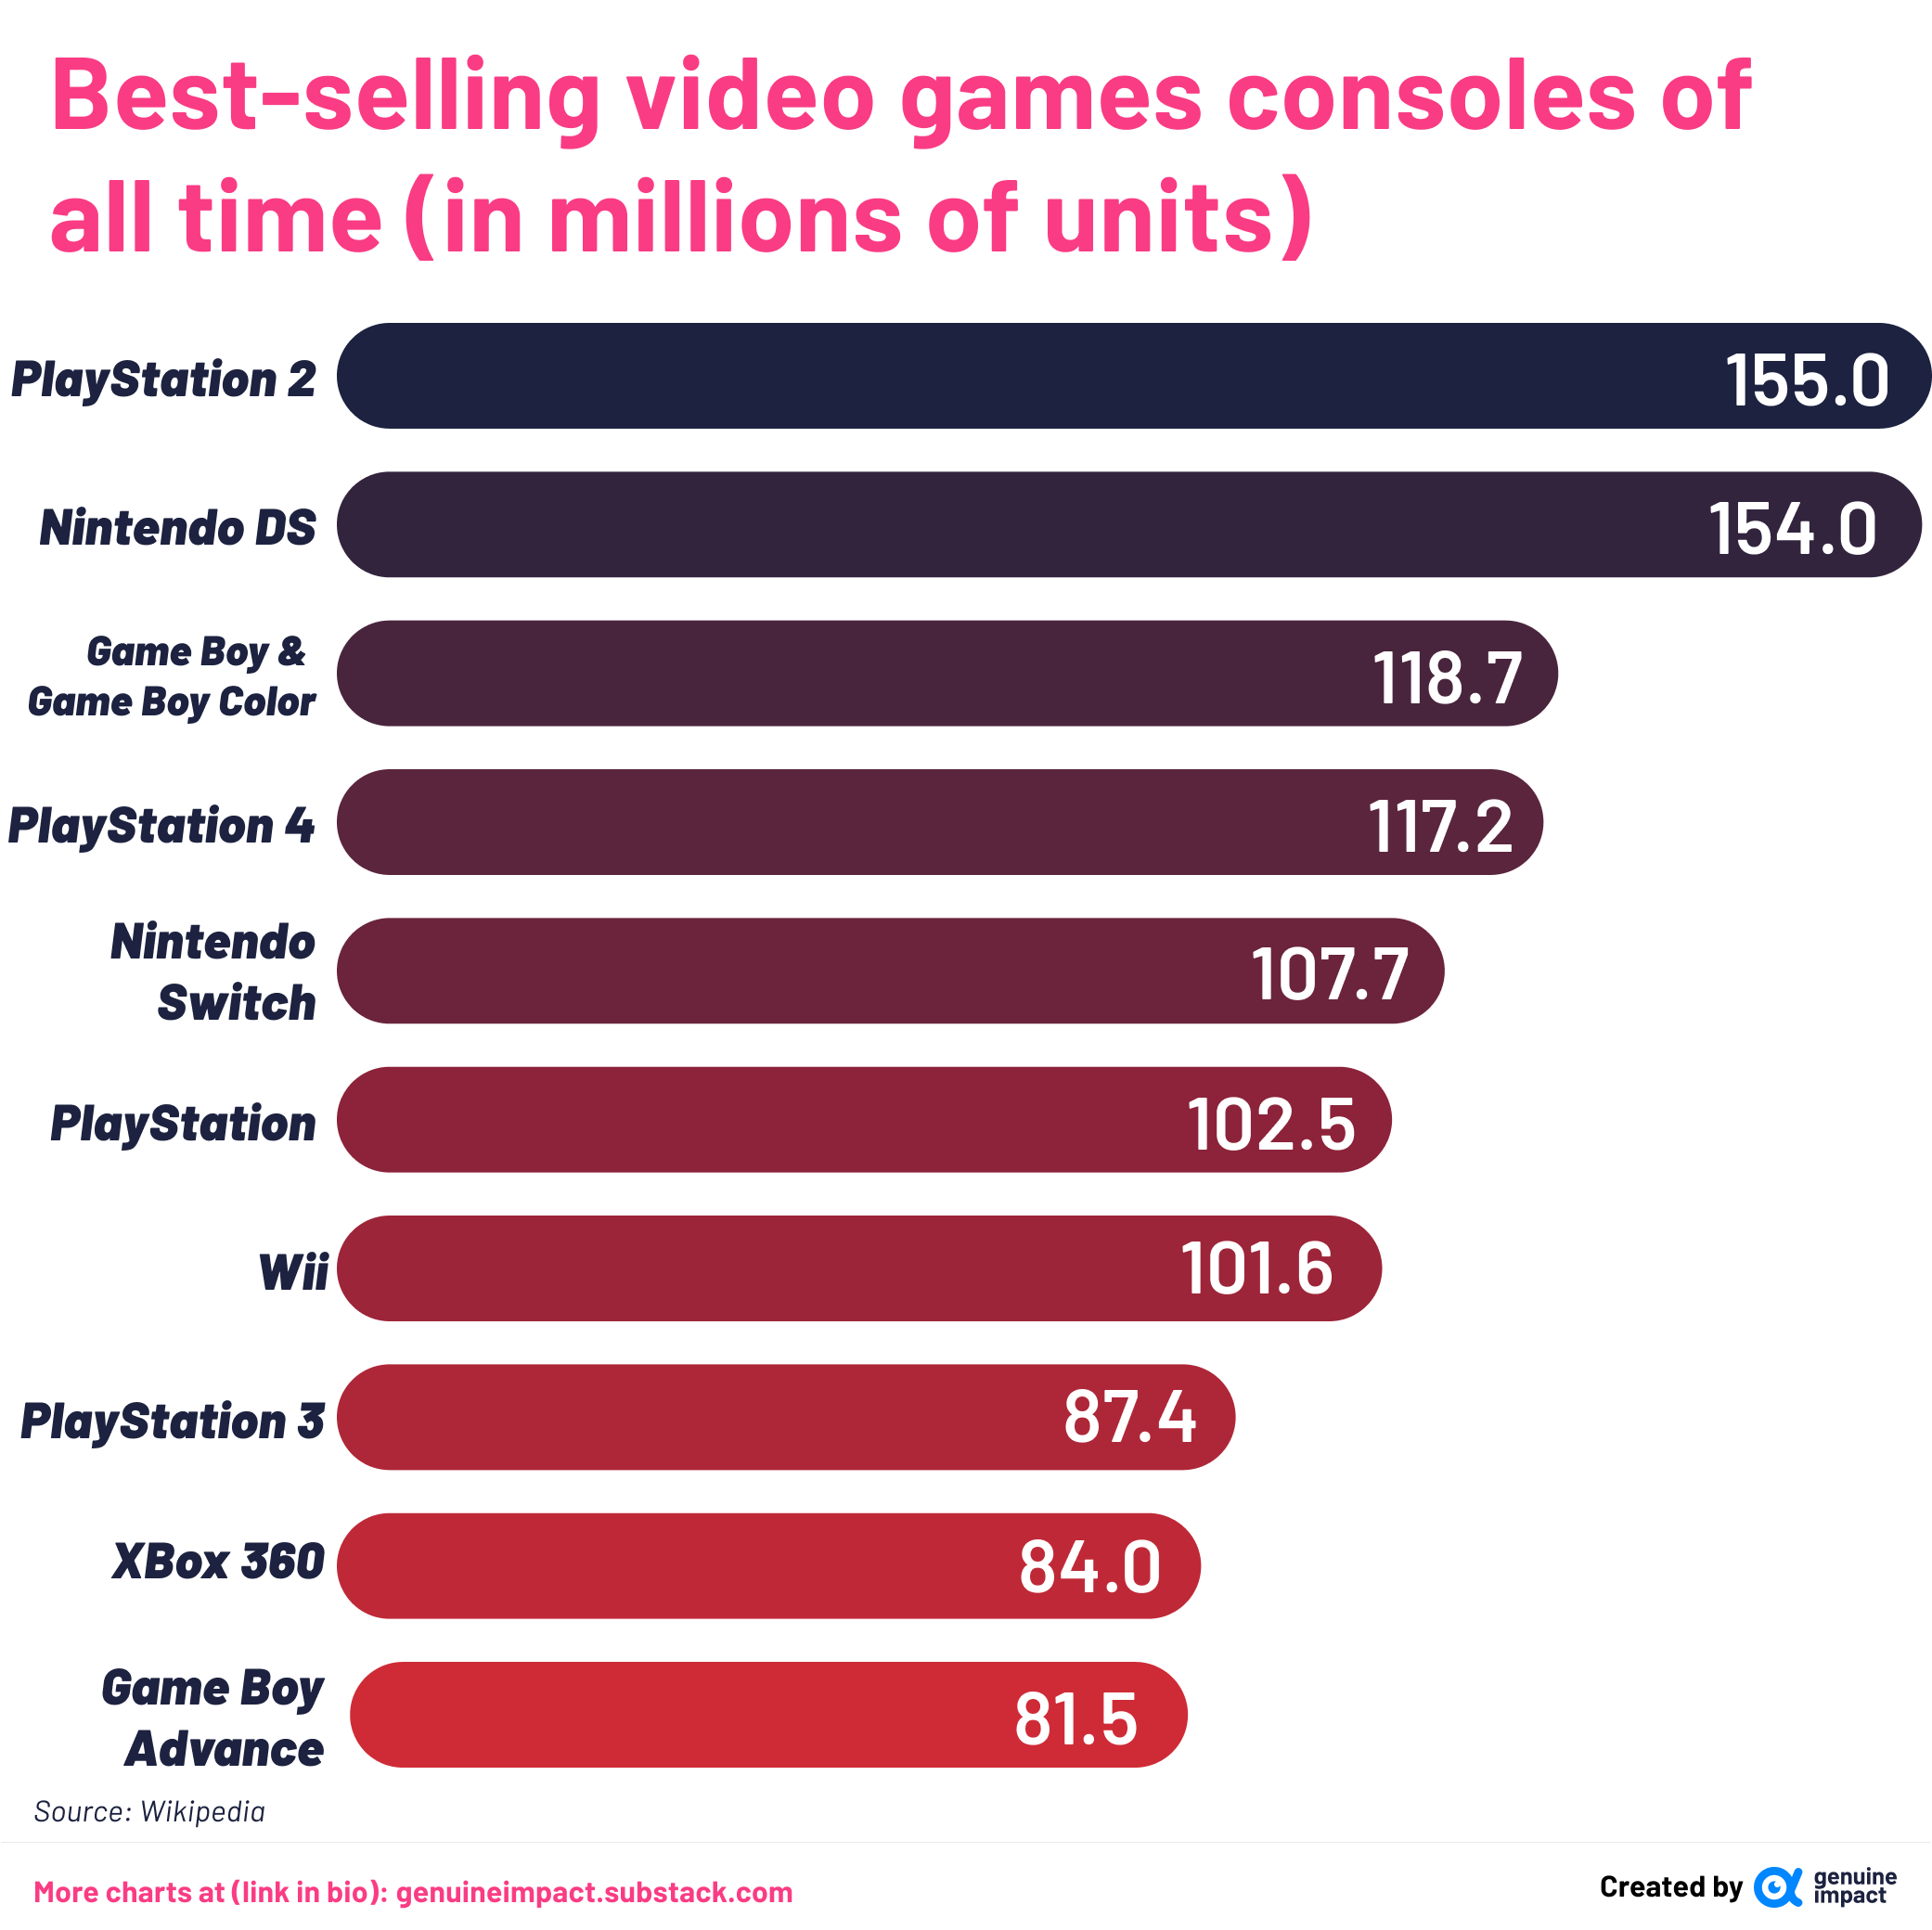 Best-selling video games consoles of
all time (in millions of units)
PlayStation 2
155.0
Nintendo DS
154.0
Game Boy &
Game Boy Color
118.7
PlayStation 4
117.2
Nintendo
Switch
107.7
PlayStation
102.5
Wii
101.6
PlayStation 3
87.4
XBox 360
84.0
Game Boy
Advance
81.5
Source: Wikipedia
More charts at (link in bio): genuineimpact.substack.com
Created by
genuine
impact